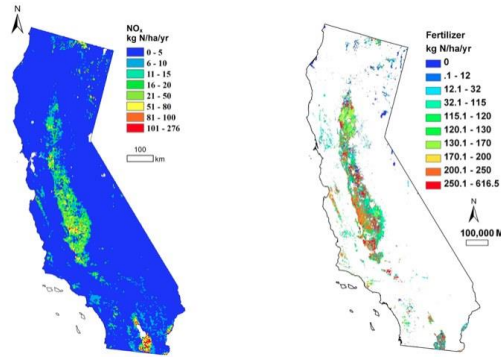 N
NOx
kg N/ha/yr
0 - 5
6 - 10
11 - 15
16 - 20
21 - 50
51 - 80
81 - 100
101 - 276
100
km
Fertilizer
kg N/ha/yr
0
.1 - 12
12.1 - 32
32.1 - 115
115.1 - 120
120.1 - 130
130.1 - 170
170.1 - 200
200.1 - 250
250.1 - 616.5
N
100,000 M